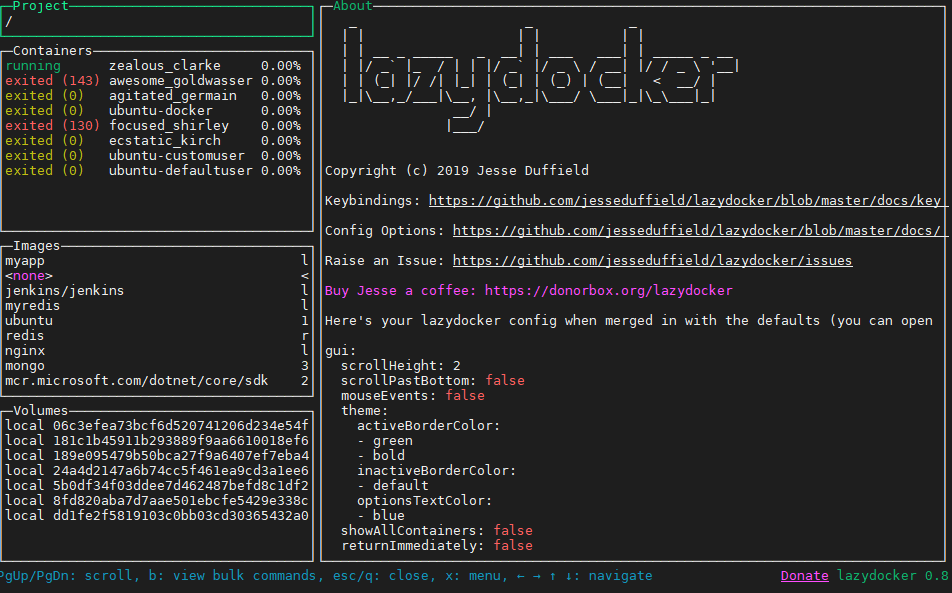 Project
/
Containers
running zealous_clarke 0.00%
exited (143) awesome_goldwasser 0.00%
exited (0) agitated_germain 0.00%
exited (0) ubuntu-docker 0.00%
exited (130) focused_shirley 0.00%
exited (0) ecstatic_kirch 0.00%
exited (0) ubuntu-customuser 0.00%
exited (0) ubuntu-defaultuser 0.00%
Images
myapp l
<none> <
jenkins/jenkins l
myredis l
ubuntu 1
redis r
nginx l
mongo 3
mcr.microsoft.com/dotnet/core/sdk 2
Volumes
local 06c3efea73bcf6d520741206d234e54f
local 181c1b45911b293889f9aa6610018ef6
local 189e095479b50bca27f9a6407ef7eba4
local 24a4d2147a6b74cc5f461ea9cd3a1ee6
local 5b0df34f03ddee7d462487befd8c1df2
local 8fd820aba7d7aae501ebcfe5429e338c
local dd1fe2f5819103c0bb03cd30365432a0
About
lazydocker
Copyright (c) 2019 Jesse Duffield
Keybindings: https://github.com/jesseduffield/lazydocker/blob/master/docs/key
Config Options: https://github.com/jesseduffield/lazydocker/blob/master/docs/
Raise an Issue: https://github.com/jesseduffield/lazydocker/issues
Buy Jesse a coffee: https://donorbox.org/lazydocker
Here's your lazydocker config when merged in with the defaults (you can open
gui:
scrollHeight: 2
scrollPastBottom: false
mouseEvents: false
theme:
activeBorderColor:
- green
- bold
inactiveBorderColor:
- default
optionsTextColor:
- blue
showAllContainers: false
returnImmediately: false
PgUp/PgDn: scroll, b: view bulk commands, esc/q: close, x: menu, ← → ↑ ↓: navigate
Donate lazydocker 0.8